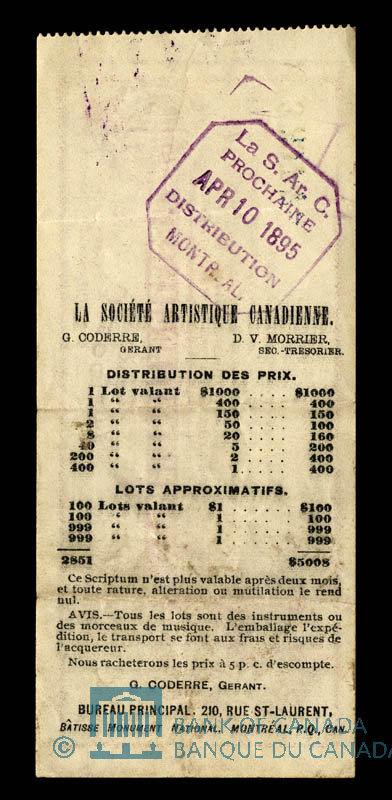 La S. Ar. C.
PROCHAINE
APR 10 1895
DISTRIBUTION
MONTREAL
LA SOCIÉTÉ ARTISTIQUE CANADIENNE.
G. CODERRE, D. V. MORRIER,
GERANT SEC.-TRESORIER.
DISTRIBUTION DES PRIX.
1 Lot valant $1000 ..... $1000
1 “ “ 400 ..... 400
1 “ “ 150 ..... 150
2 “ “ 50 ..... 100
8 “ “ 20 ..... 160
40 “ “ 5 ..... 200
200 “ “ 2 ..... 400
400 “ “ 1 ..... 400
LOTS APPROXIMATIFS.
100 Lots valant $1 ..... $100
100 “ “ 1 ..... 100
999 “ “ 1 ..... 999
999 “ “ 1 ..... 999
2851 $5008
Ce Scriptum n'est plus valable après deux mois,
et toute rature, alteration ou mutilation le rend
nul.
AVIS.—Tous les lots sont des instruments ou
des morceaux de musique. L'emballage l'expé-
dition, le transport se font aux frais et risques de
l'acquereur.
Nous racheterons les prix à 5 p. c. d'escompte.
G. CODERRE, GERANT.
BUREAU PRINCIPAL. 210, RUE ST-LAURENT,
BATISSE MONUMENT NATIONAL, MONTREAL, P.Q., CAN.
© BANK OF CANADA
BANQUE DU CANADA